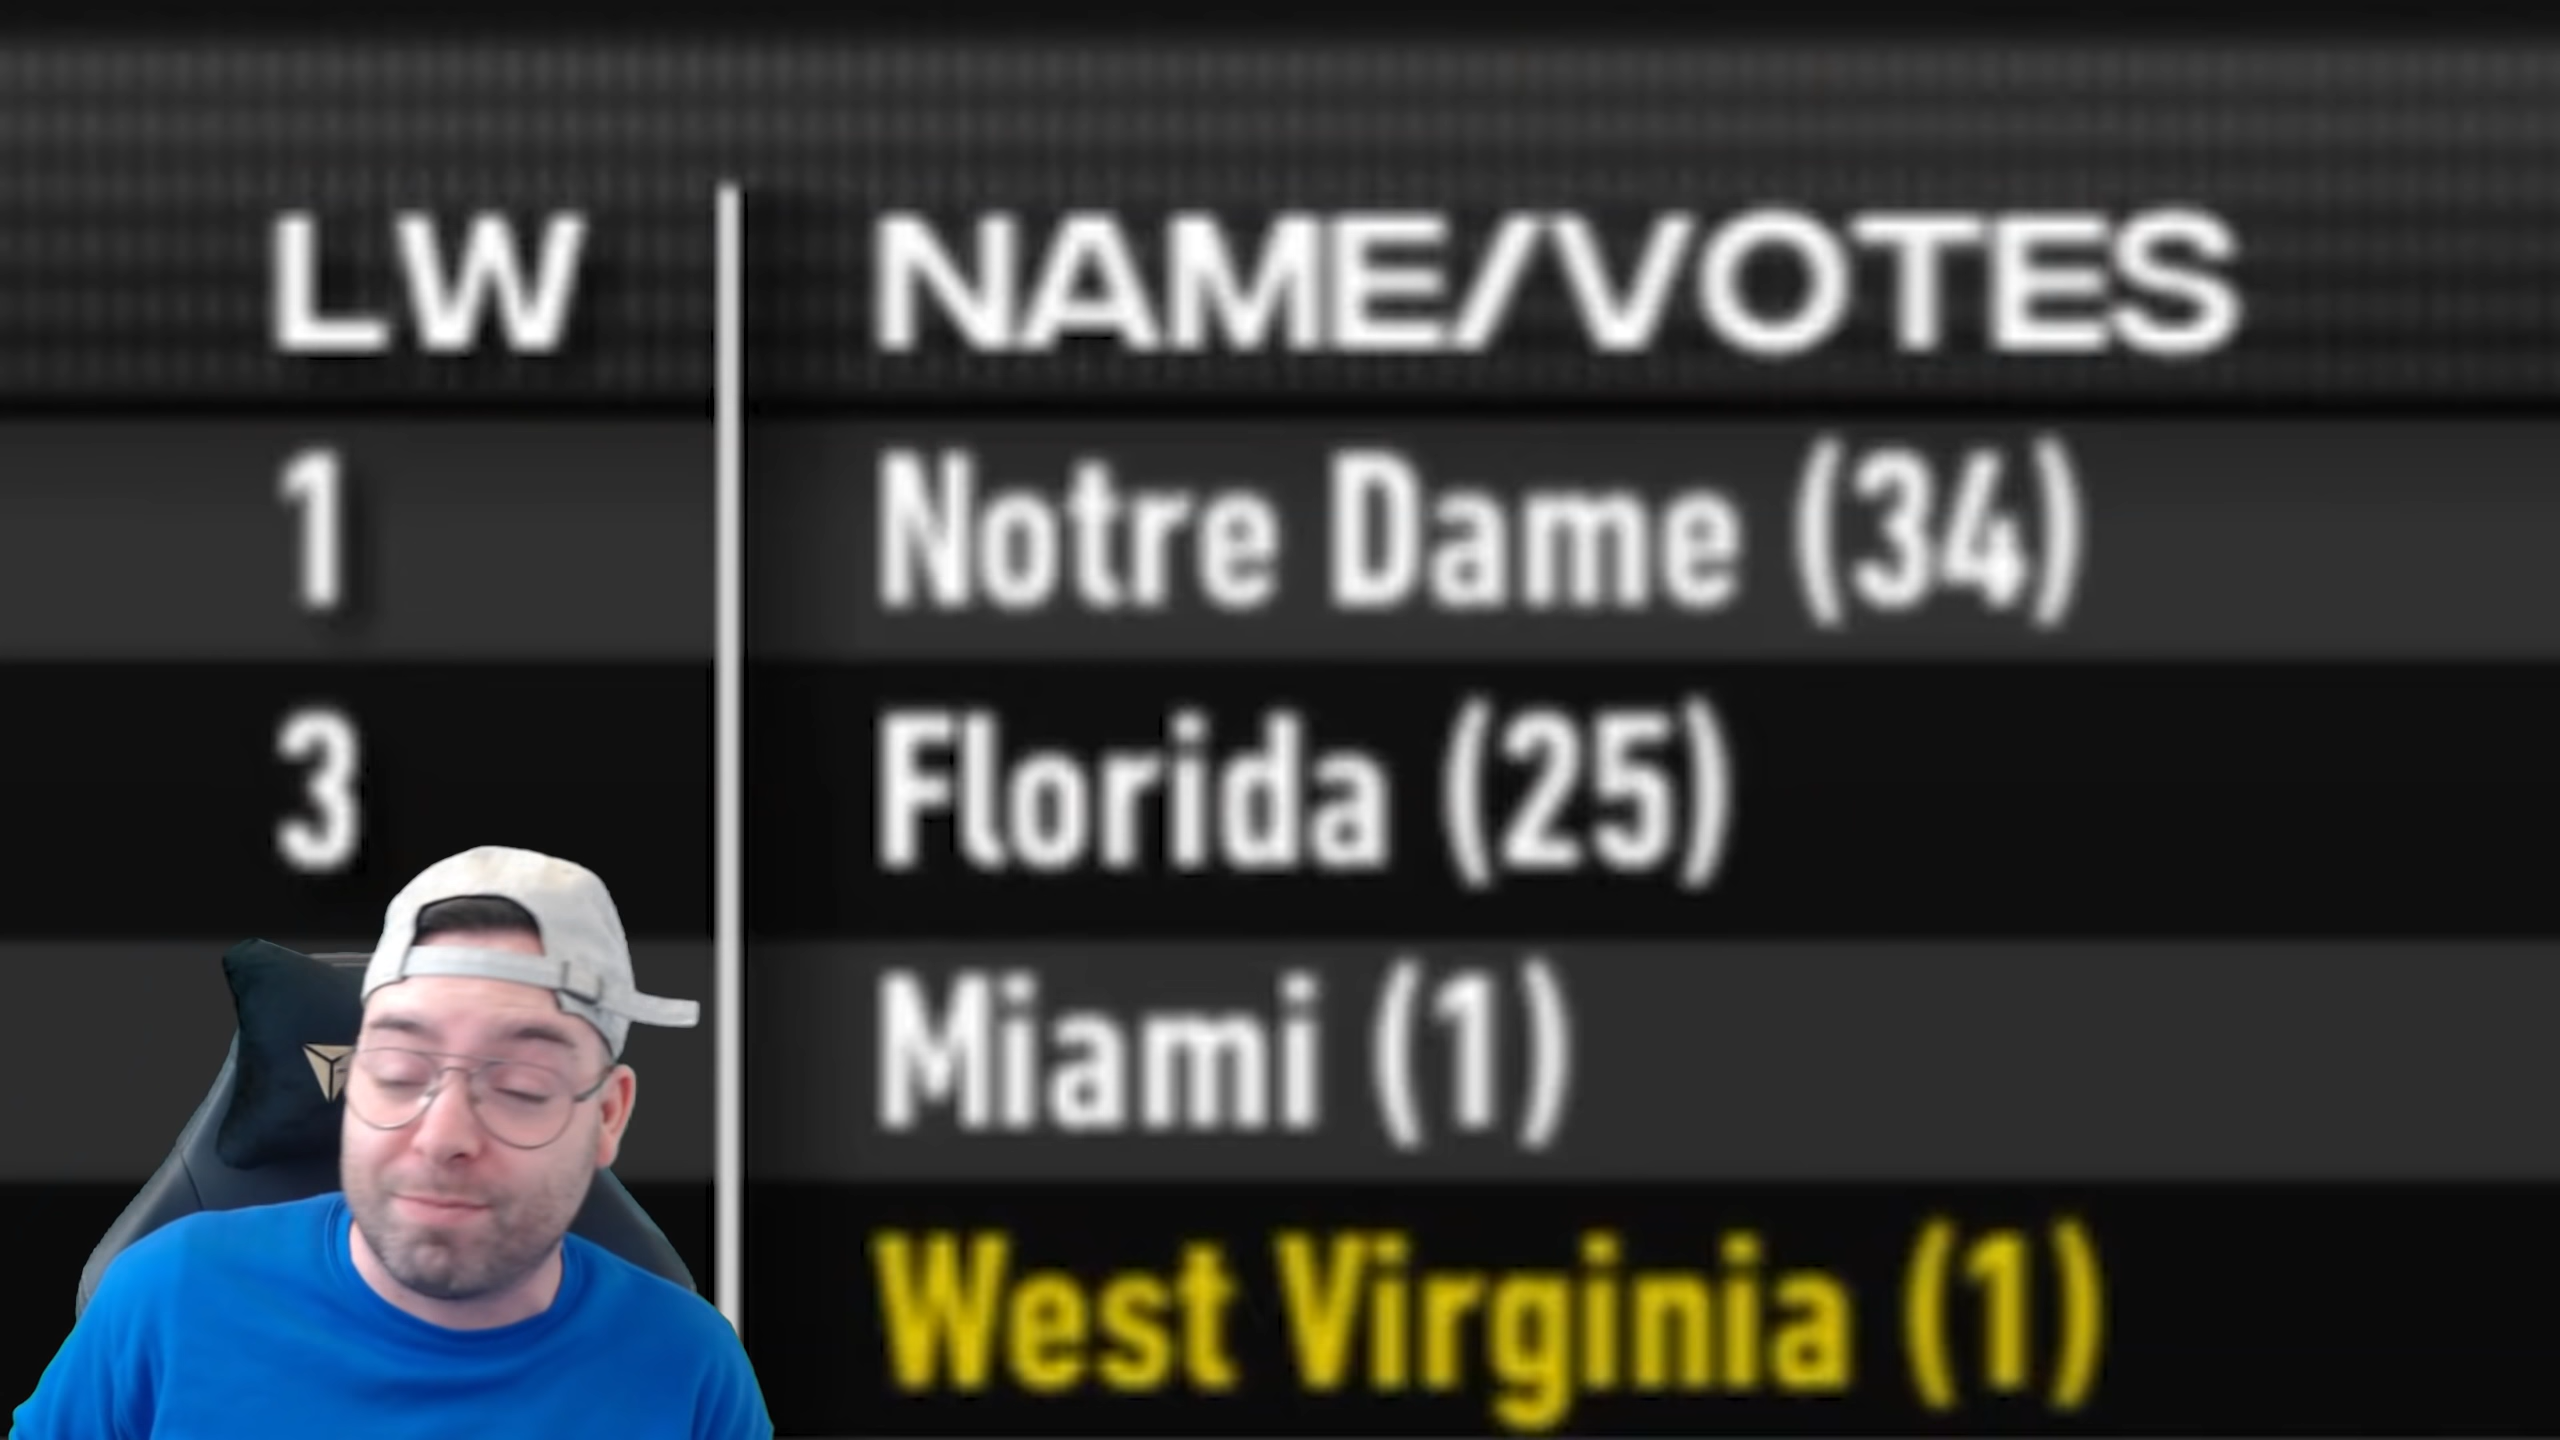 LW NAME/VOTES
1 Notre Dame (34)
3 Florida (25)
Miami (1)
West Virginia (1)